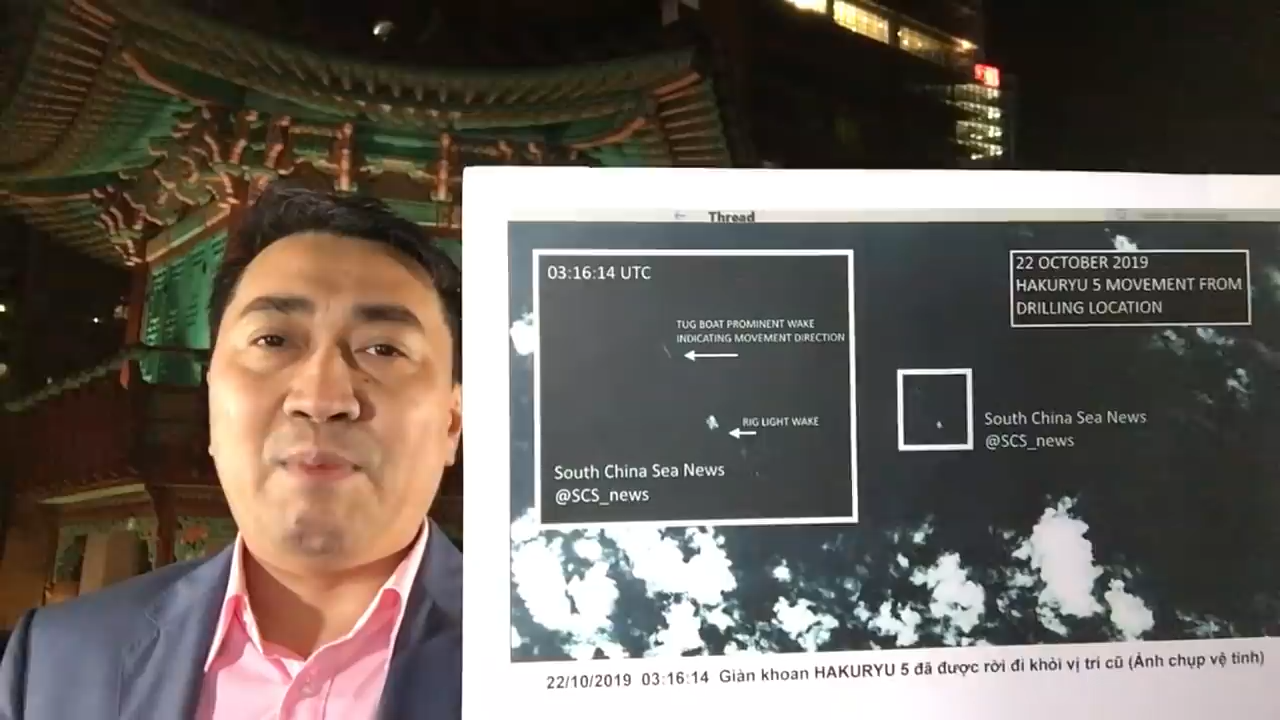 Thread
03:16:14 UTC
TUG BOAT PROMINENT WAKE
INDICATING MOVEMENT DIRECTION
RIG LIGHT WAKE
South China Sea News
@SCS_news
22 OCTOBER 2019
HAKURYU 5 MOVEMENT FROM
DRILLING LOCATION
South China Sea News
@SCS_news
22/10/2019 03:16:14 Giàn khoan HAKURYU 5 đã được rời đi khỏi vị trí cũ (Ảnh chụp vệ tinh)